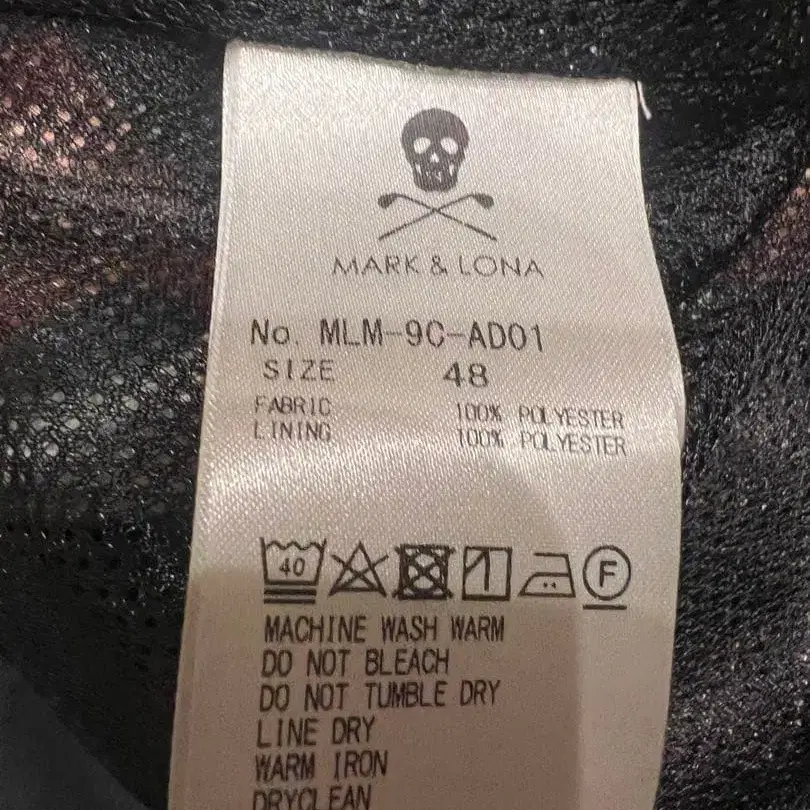 MARK & LONA
No. MLM-9C-AD01
SIZE 48
FABRIC 100% POLYESTER
LINING 100% POLYESTER
40 F
MACHINE WASH WARM
DO NOT BLEACH
DO NOT TUMBLE DRY
LINE DRY
WARM IRON
DRYCLEAN